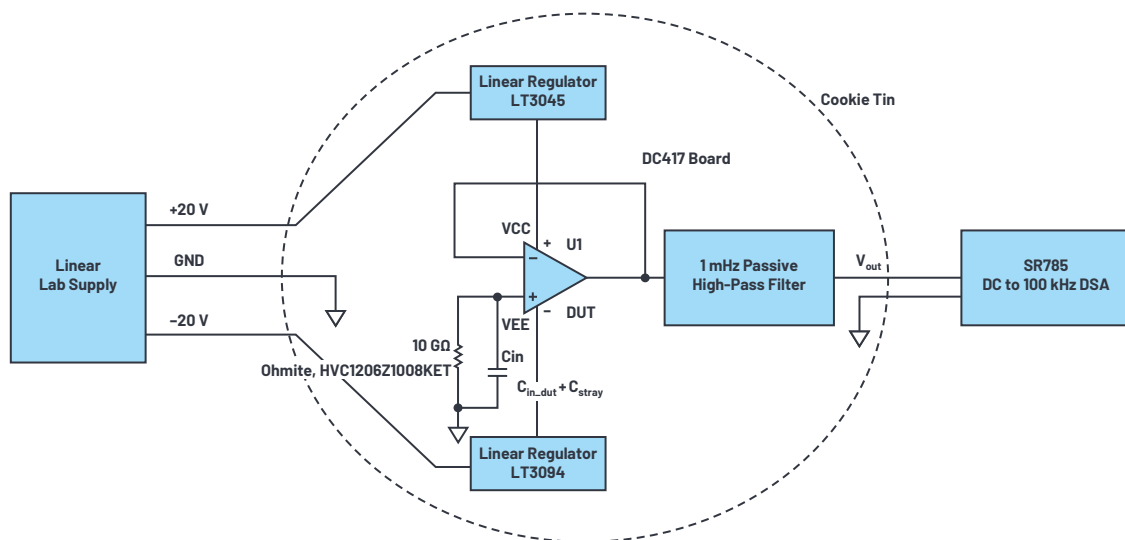 Linear Regulator
LT3045
Cookie Tin
DC417 Board
+20 V
VCC
+
U1
Linear
Lab Supply
GND
−
1 mHz Passive
High-Pass Filter
Vout
SR785
DC to 100 kHz DSA
+
−20 V
VEE
−
DUT
10 GΩ
Ohmite, HVC1206Z1008KET
Cin
Cin_dut + Cstray
Linear Regulator
LT3094